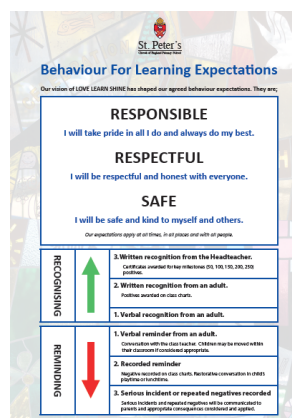 St. Peter's
Church of England Primary School
Behaviour For Learning Expectations
Our vision of LOVE LEARN SHINE has shaped our agreed behaviour expectations. They are;
RESPONSIBLE
I will take pride in all I do and always do my best.
RESPECTFUL
I will be respectful and honest with everyone.
SAFE
I will be safe and kind to myself and others.
Our expectations apply at all times, in all places and with all people.
RECOGNISING
3. Written recognition from the Headteacher.
Certificates awarded for key milestones (50, 100, 150, 200, 250)
positives.
2. Written recognition from an adult.
Positives awarded on class charts.
1. Verbal recognition from an adult.
REMINDING
1. Verbal reminder from an adult.
Conversation with the class teacher. Children may be moved within
their classroom if considered appropriate.
2. Recorded reminder
Negative recorded on class charts. Restorative conversation in child's
playtime or lunchtime.
3. Serious incident or repeated negatives recorded
Serious incidents and repeated negatives will be communicated to
parents and appropriate consequences considered and applied.